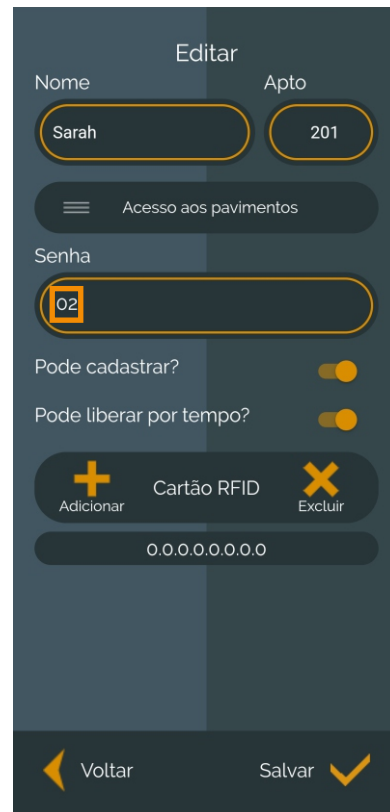 Editar
Nome Apto
Sarah 201
Acesso aos pavimentos
Senha
02
Pode cadastrar?
Pode liberar por tempo?
Adicionar Cartão RFID Excluir
0.0.0.0.0.0.0.0
Voltar Salvar